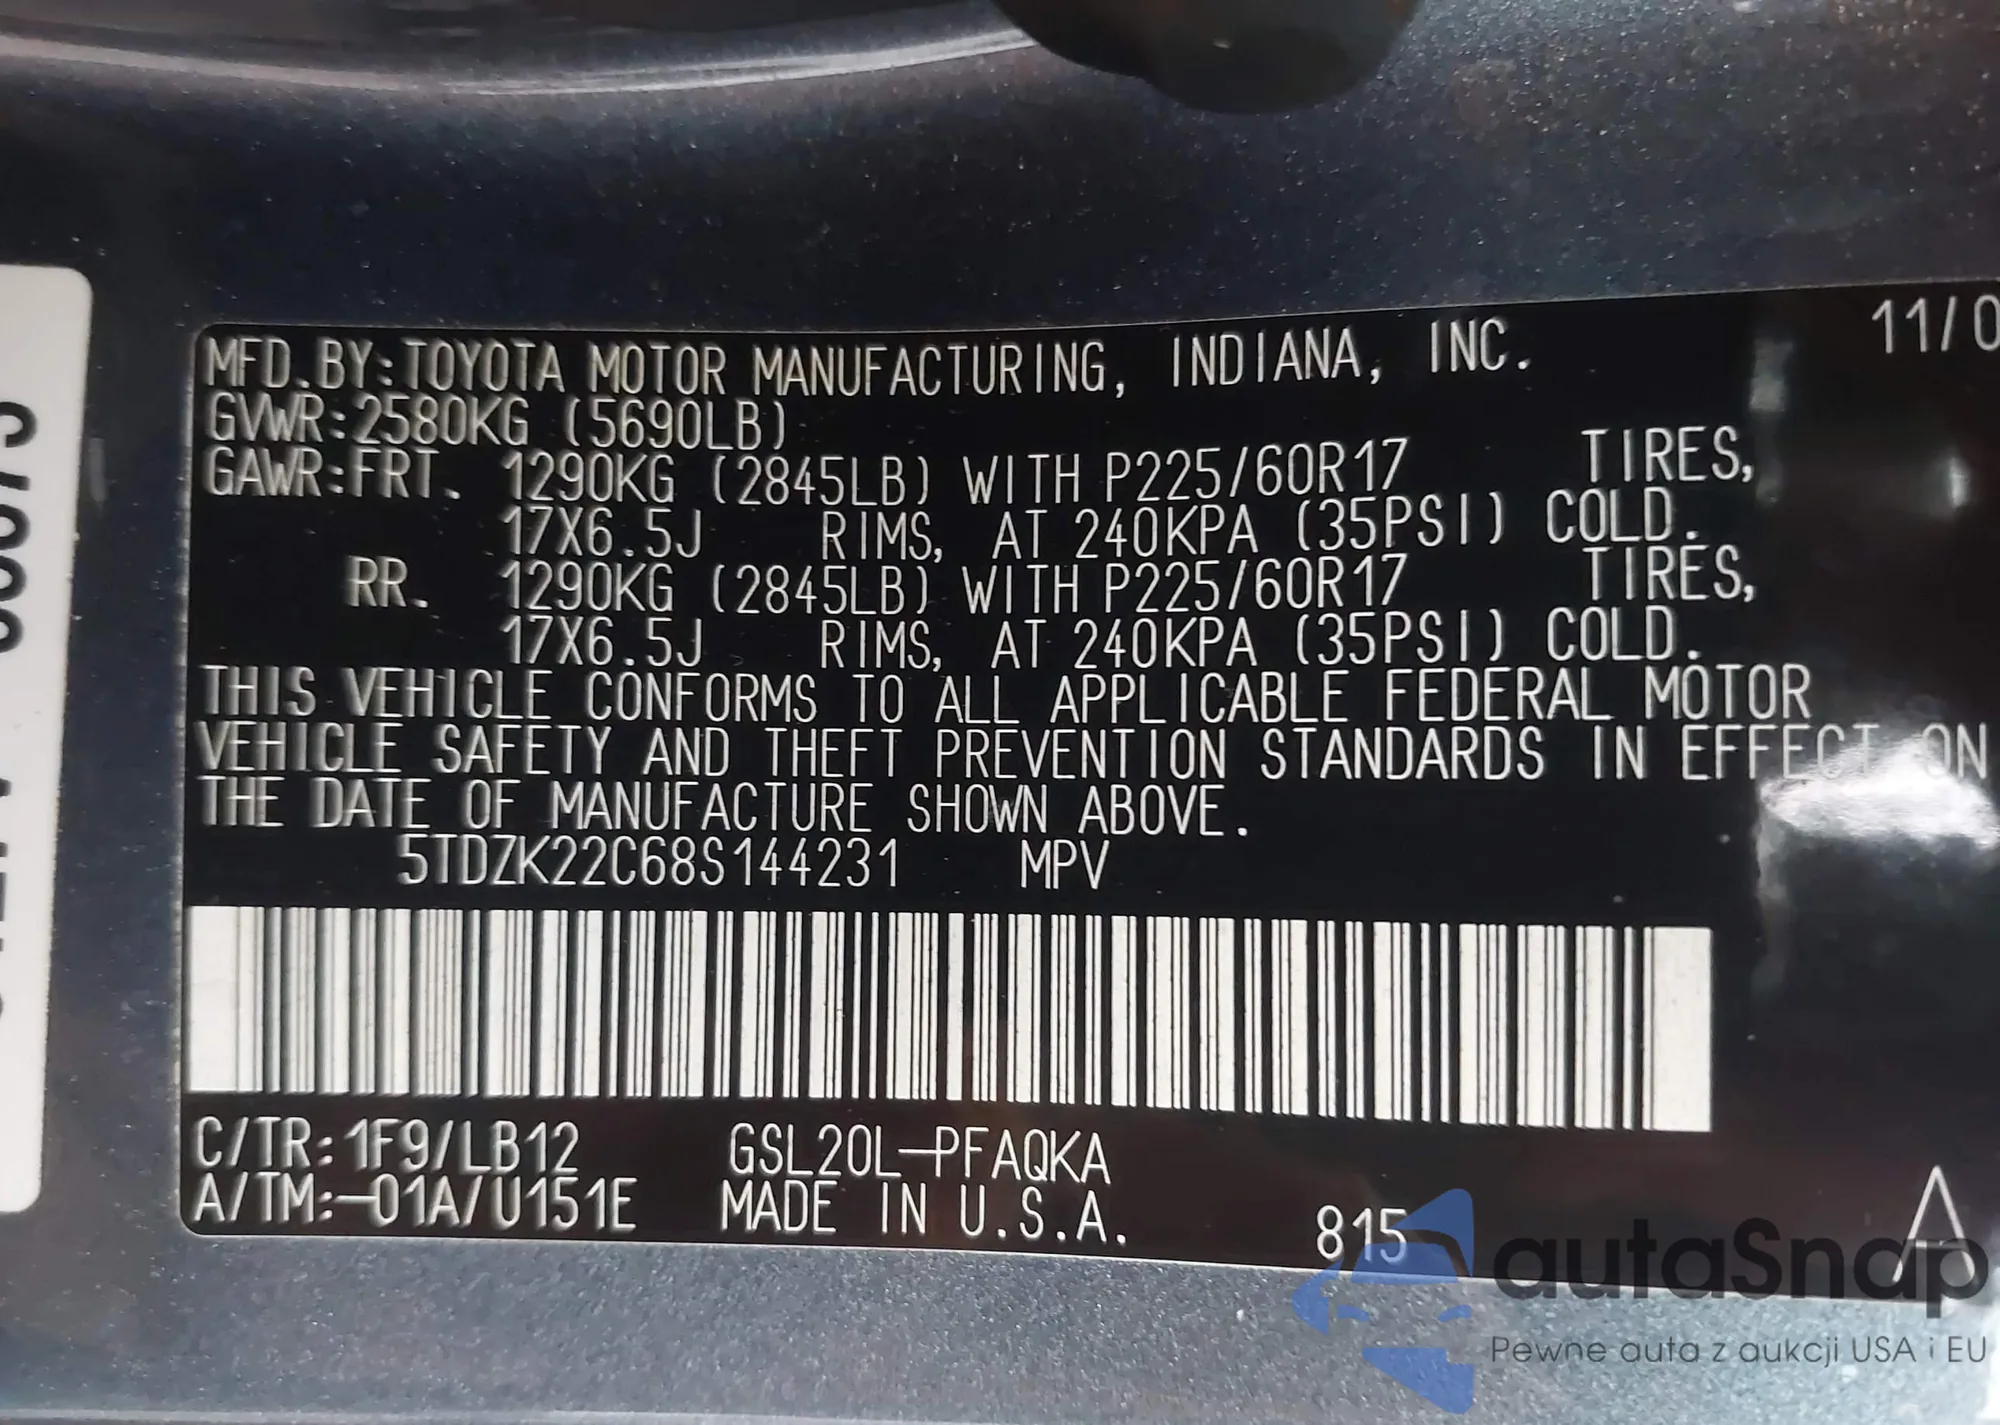 11/0
MFD.BY:TOYOTA MOTOR MANUFACTURING, INDIANA, INC.
GVWR:2580KG (5690LB)
GAWR:FRT. 1290KG (2845LB) WITH P225/60R17 TIRES,
17X6.5J RIMS, AT 240KPA (35PSI) COLD.
RR. 1290KG (2845LB) WITH P225/60R17 TIRES,
17X6.5J RIMS, AT 240KPA (35PSI) COLD.
THIS VEHICLE CONFORMS TO ALL APPLICABLE FEDERAL MOTOR
VEHICLE SAFETY AND THEFT PREVENTION STANDARDS IN EFFECT ON
THE DATE OF MANUFACTURE SHOWN ABOVE.
5TDZK22C68S144231 MPV
C/TR:1F9/LB12 GSL20L-PFAQKA
A/TM:-01A/U151E MADE IN U.S.A. 815
autoSnap
Pewne auta z aukcji USA i EU